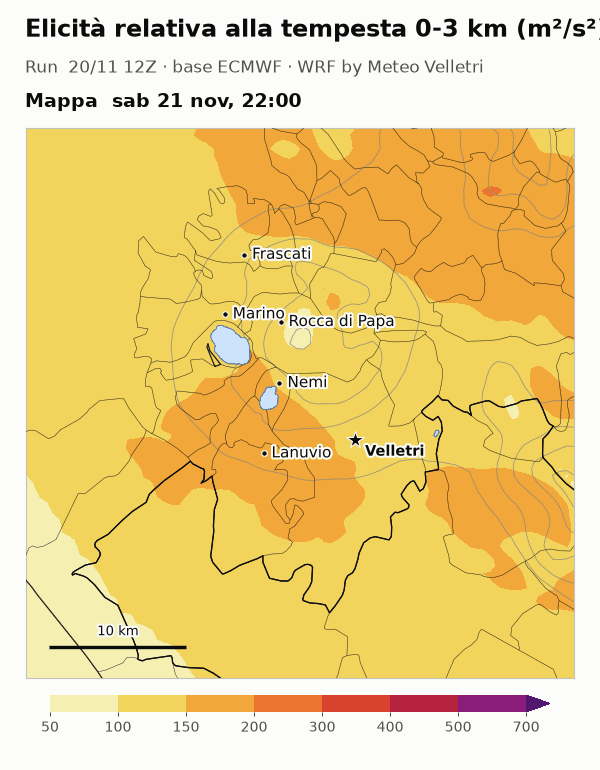 Elicità relativa alla tempesta 0-3 km (m²/s²)
Run 20/11 12Z · base ECMWF · WRF by Meteo Velletri
Mappa sab 21 nov, 22:00
Frascati
Marino
Rocca di Papa
Nemi
Velletri
Lanuvio
10 km
50 100 150 200 300 400 500 700